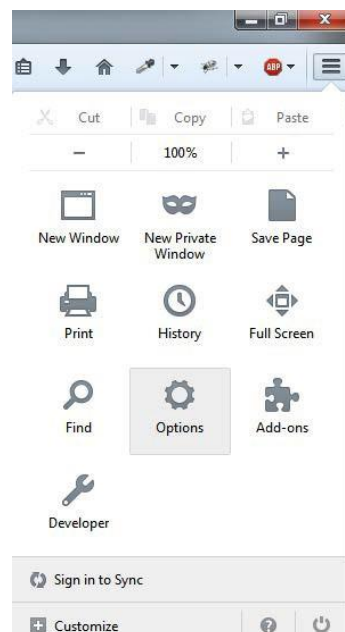 ABP
Cut Copy Paste
− 100% +
New Window New Private Window Save Page
Print History Full Screen
Find Options Add-ons
Developer
Sign in to Sync
Customize